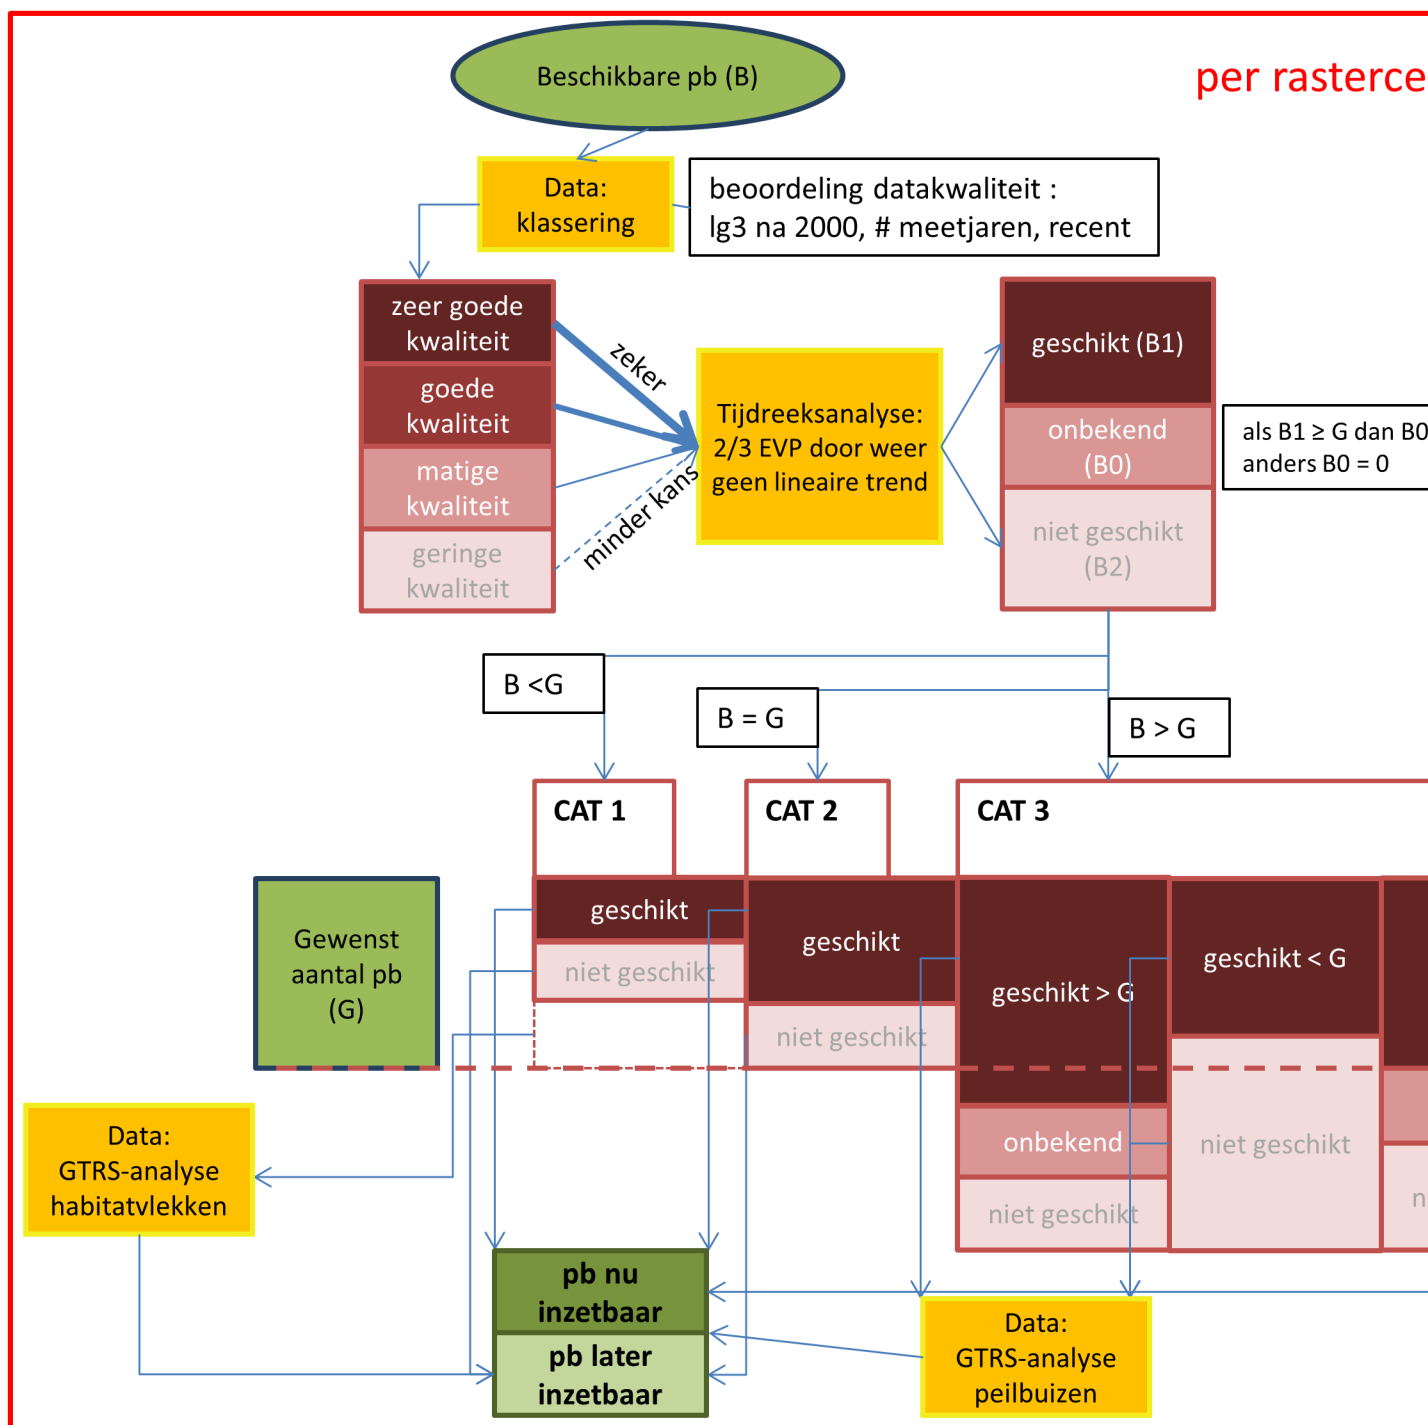 Beschikbare pb (B)
per rasterce
Data:
klassering
beoordeling datakwaliteit :
lg3 na 2000, # meetjaren, recent
zeer goede
kwaliteit
goede
kwaliteit
matige
kwaliteit
geringe
kwaliteit
zeker
minder kans
Tijdreeksanalyse:
2/3 EVP door weer
geen lineaire trend
geschikt (B1)
onbekend
(B0)
niet geschikt
(B2)
als B1 ≥ G dan B0
anders B0 = 0
B <G
B = G
B > G
CAT 1
CAT 2
CAT 3
Gewenst
aantal pb
(G)
geschikt
niet geschikt
geschikt
niet geschikt
geschikt > G
onbekend
niet geschikt
geschikt < G
niet geschikt
n
Data:
GTRS-analyse
habitatvlekken
pb nu
inzetbaar
pb later
inzetbaar
Data:
GTRS-analyse
peilbuizen